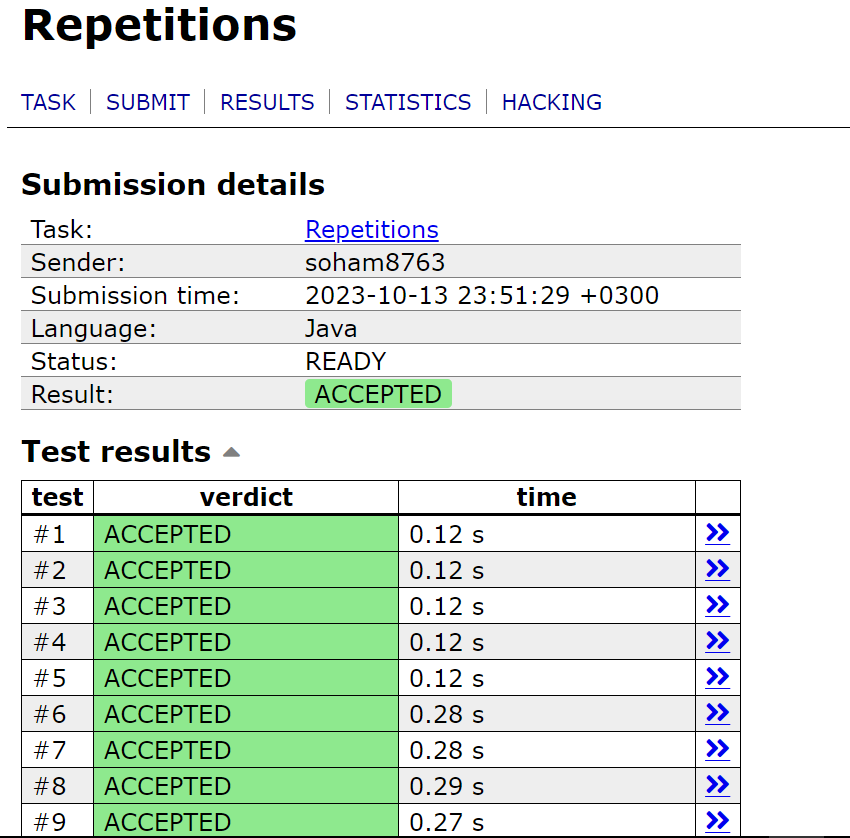 Repetitions
TASK | SUBMIT | RESULTS | STATISTICS | HACKING
Submission details
Task: Repetitions
Sender: soham8763
Submission time: 2023-10-13 23:51:29 +0300
Language: Java
Status: READY
Result: ACCEPTED
Test results
test verdict time
#1 ACCEPTED 0.12 s »
#2 ACCEPTED 0.12 s »
#3 ACCEPTED 0.12 s »
#4 ACCEPTED 0.12 s »
#5 ACCEPTED 0.12 s »
#6 ACCEPTED 0.28 s »
#7 ACCEPTED 0.28 s »
#8 ACCEPTED 0.29 s »
#9 ACCEPTED 0.27 s »